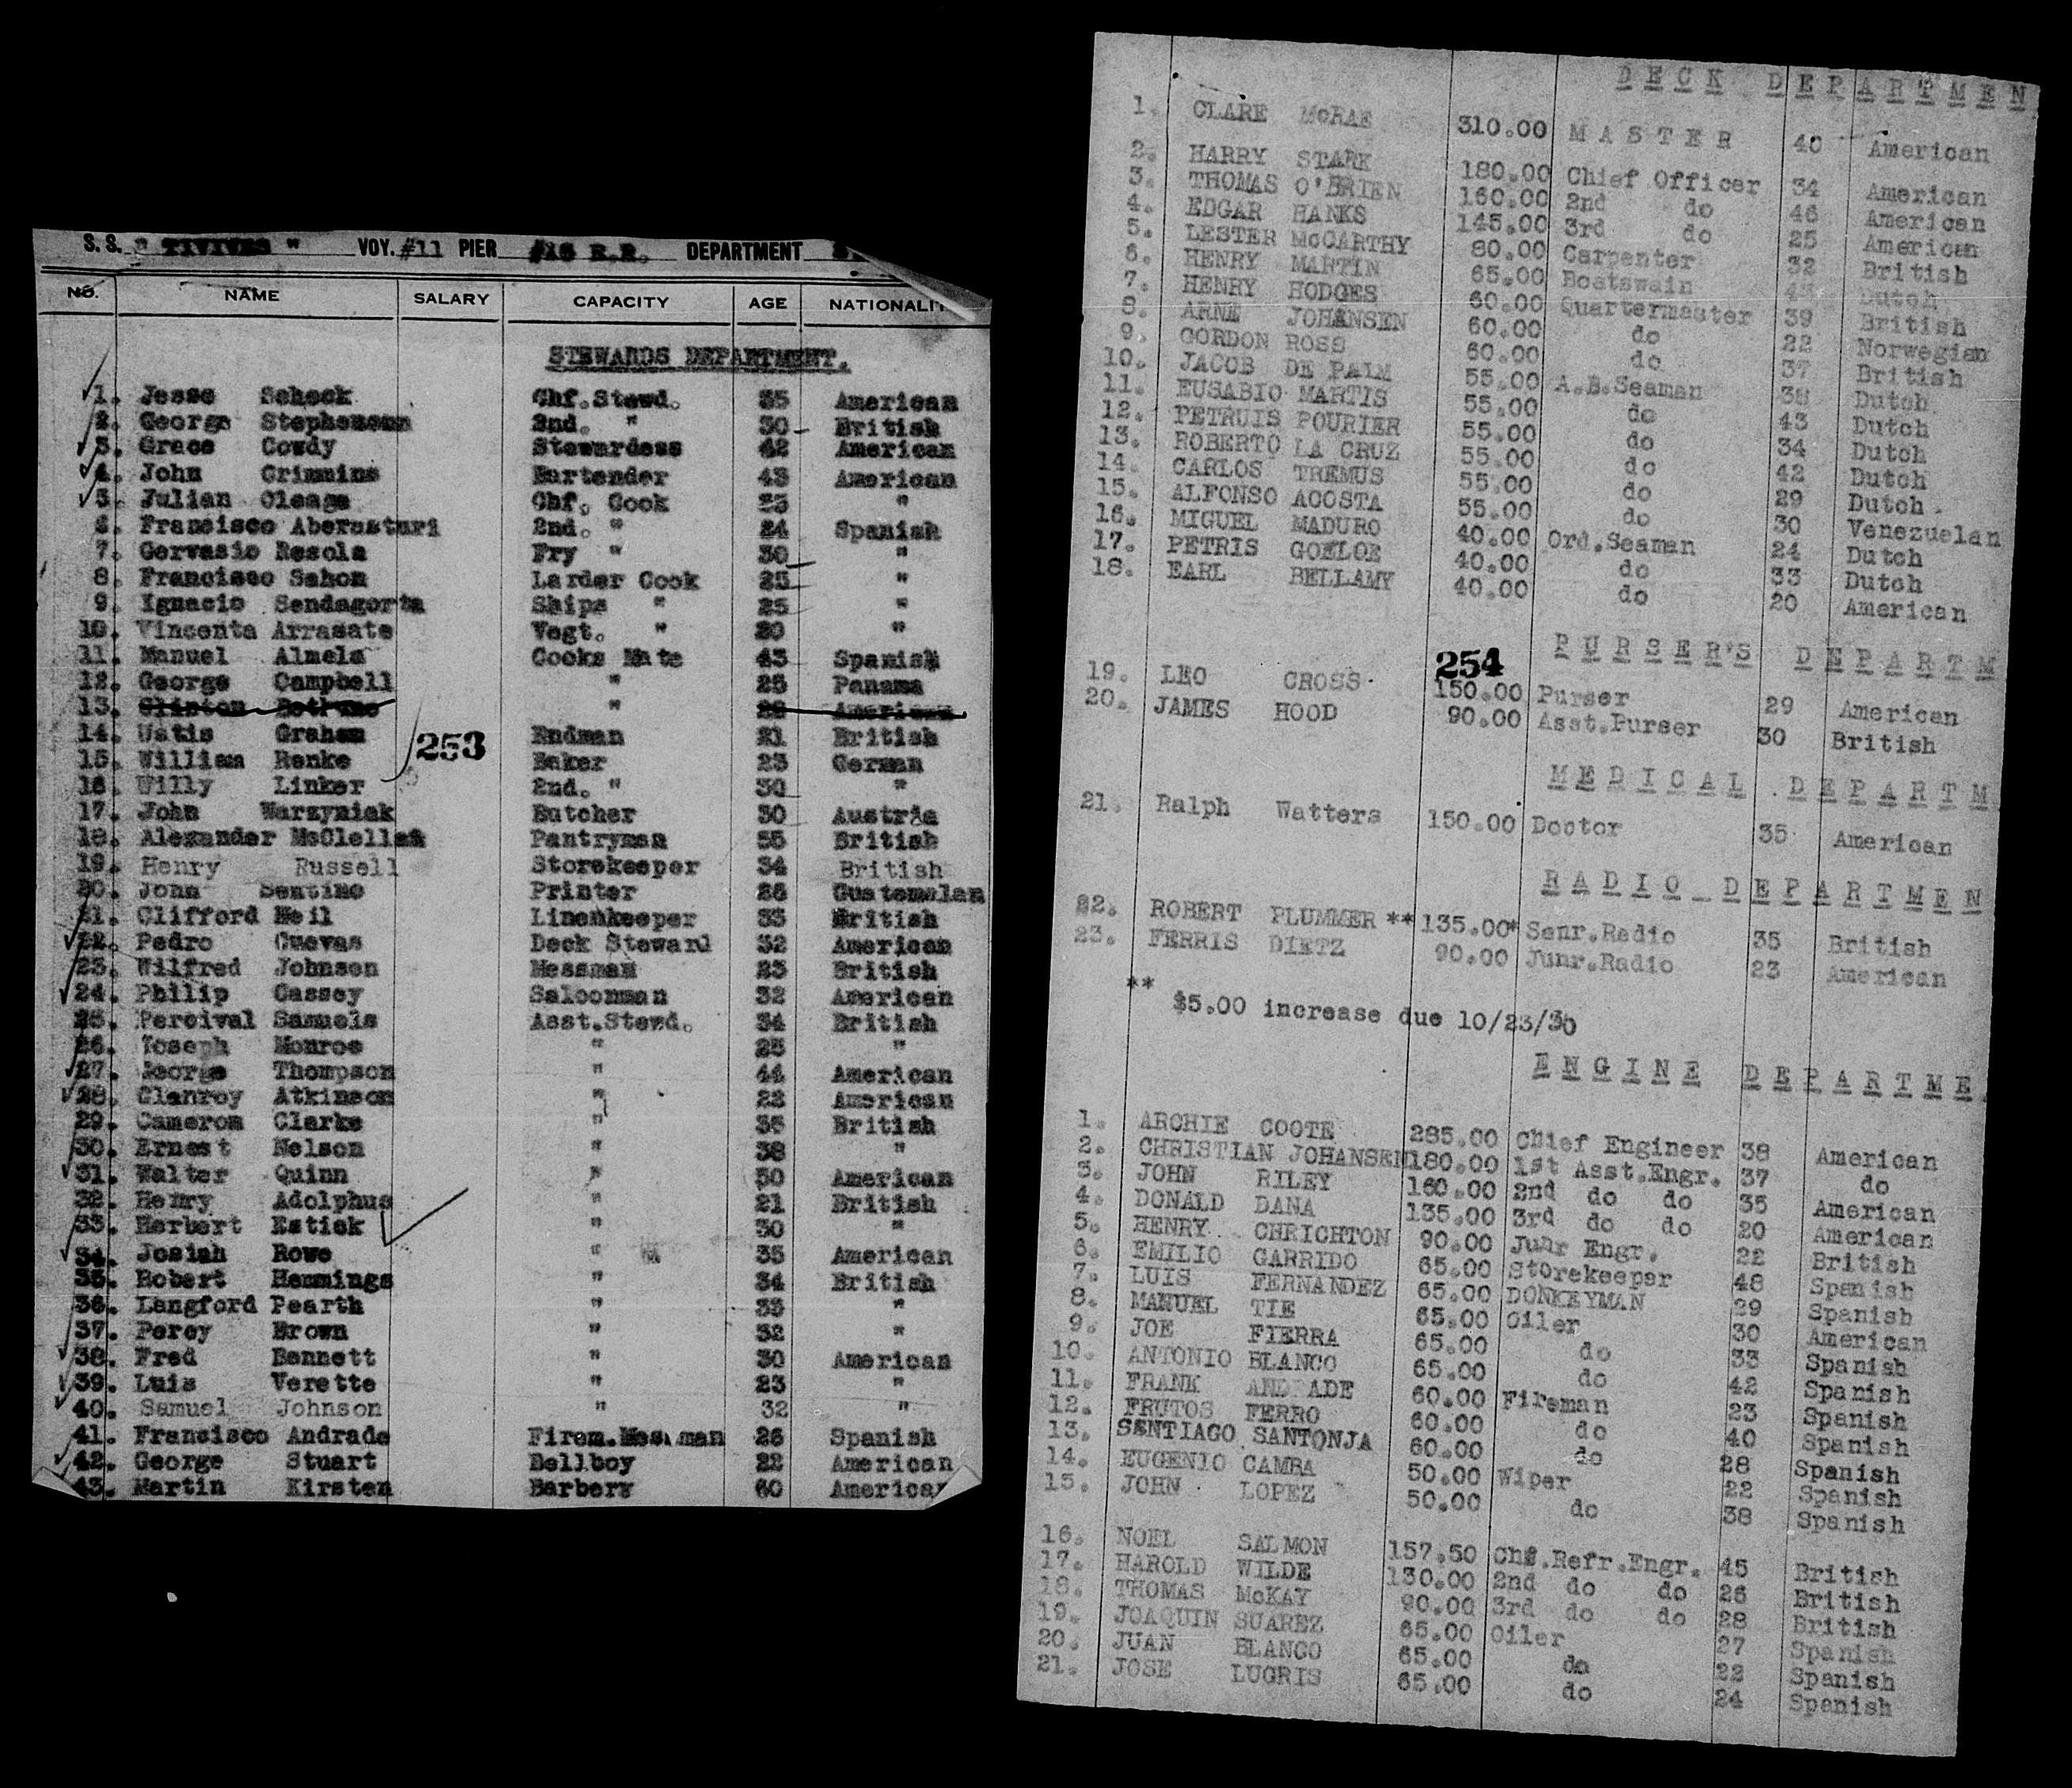 S. S. " TIVIVES " VOY. #11 PIER #16 E.R. DEPARTMENT
NO. NAME SALARY CAPACITY AGE NATIONALIT
STEWARDS DEPARTMENT.
1. Jesse Scheck Chf.Stewd. 35 American
2. George Stephenson 2nd. " 30 British
3. Grace Cowdy Stewardess 42 American
4. John Crimmins Bartender 43 American
5. Julian Oleaga Chf. Cook "
6. Francisco Aberasturi 2nd. " 24 Spanish
7. Gervasio Resola Fry " 30 "
8. Francisco Sahon Larder Cook 25 "
9. Ignacio Sendagorta Ships " 25 "
10. Vincenta Arrasate Vegt. " 20 "
11. Manuel Almela Cooks Mate 43 Spanish
12. George Campbell " 25 Panama
13. Clinton " American
14. Ustis Graham Endman 21 British
253
15. William Renke Baker 23 German
16. Willy Linker 2nd. " 30 "
17. John Warzyniak Butcher 30 Austria
18. Alexander McClellan Pantryman 55 British
19. Henry Russell Storekeeper 34 British
20. John Sentino Printer 26 Guatemalan
21. Clifford Neil Linenkeeper 33 British
22. Pedro Cuevas Deck Steward 32 American
23. Wilfred Johnson Messman 23 British
24. Philip Cassey Saloonman 32 American
25. Percival Samuels Asst.Stewd. 34 British
26. Joseph Monroe " 25 "
27. George Thompson " 44 American
28. Glanroy Atkinson " 22 American
29. Cameron Clarke " 35 British
30. Ernest Nelson " 38 "
31. Walter Quinn " 50 American
32. Henry Adolphus " 21 British
33. Herbert Estick " 30 "
34. Josiah Rowe " 35 American
35. Robert Hemmings " 34 British
36. Langford Pearth " 33 "
37. Percy Brown " 32 "
38. Fred Bennett " 30 American
39. Luis Verette " 23 "
40. Samuel Johnson " 32 "
41. Francisco Andrade Firem.Messman 26 Spanish
42. George Stuart Bellboy 22 American
43. Martin Kirsten Barbery 60 American
DECK DEPARTMEN
1. CLARE McRAE 310.00 MASTER 40 American
2. HARRY STARK 180.00 Chief Officer 34 American
3. THOMAS O'BRIEN 160.00 2nd do 46 American
4. EDGAR HANKS 145.00 3rd do 25 American
5. LESTER McCARTHY 80.00 Carpenter 32 British
6. HENRY MARTIN 65.00 Boatswain 43 Dutch
7. HENRY HODGES 60.00 Quartermaster 39 British
8. ARNE JOHANSEN 60.00 do 22 Norwegian
9. GORDON ROSS 60.00 do 37 British
10. JACOB DE PALM 55.00 A.B.Seaman 38 Dutch
11. EUSABIO MARTIS 55.00 do 43 Dutch
12. PETRUIS POURIER 55.00 do 34 Dutch
13. ROBERTO LA CRUZ 55.00 do 42 Dutch
14. CARLOS TREMUS 55.00 do 29 Dutch
15. ALFONSO ACOSTA 55.00 do 30 Venezuelan
16. MIGUEL MADURO 40.00 Ord.Seaman 24 Dutch
17. PETRIS GOELOE 40.00 do 33 Dutch
18. EARL BELLAMY 40.00 do 20 American
254
PURSER'S DEPARTM
19. LEO CROSS 150.00 Purser 29 American
20. JAMES HOOD 90.00 Asst.Purser 30 British
MEDICAL DEPARTM
21. Ralph Watters 150.00 Doctor 35 American
RADIO DEPARTMEN
22. ROBERT PLUMMER ** 135.00* Senr.Radio 35 British
23. FERRIS DIETZ 90.00 Junr.Radio 23 American
** $5.00 increase due 10/23/30
ENGINE DEPARTME
1. ARCHIE COOTE 285.00 Chief Engineer 38 American
2. CHRISTIAN JOHANSEN 180.00 1st Asst.Engr. 37 do
3. JOHN RILEY 160.00 2nd do do 35 American
4. DONALD DANA 135.00 3rd do do 20 American
5. HENRY CHRICHTON 90.00 Junr Engr. 22 British
6. EMILIO GARRIDO 65.00 Storekeeper 48 Spanish
7. LUIS FERNANDEZ 65.00 DONKEYMAN 29 Spanish
8. MANUEL TIE 65.00 Oiler 30 American
9. JOE FIERRA 65.00 do 33 Spanish
10. ANTONIO BLANCO 65.00 do 42 Spanish
11. FRANK ANDRADE 60.00 Fireman 23 Spanish
12. FRUTOS FERRO 60.00 do 40 Spanish
13. SENTIAGO SANTONJA 60.00 do 28 Spanish
14. EUGENIO CAMBA 50.00 Wiper 22 Spanish
15. JOHN LOPEZ 50.00 do 38 Spanish
16. NOEL SALMON 157.50 Chf.Refr.Engr. 45 British
17. HAROLD WILDE 130.00 2nd do do 26 British
18. THOMAS McKAY 90.00 3rd do do 28 British
19. JOAQUIN SUAREZ 65.00 Oiler 27 Spanish
20. JUAN BLANCO 65.00 do 22 Spanish
21. JOSE LUGRIS 65.00 do 24 Spanish